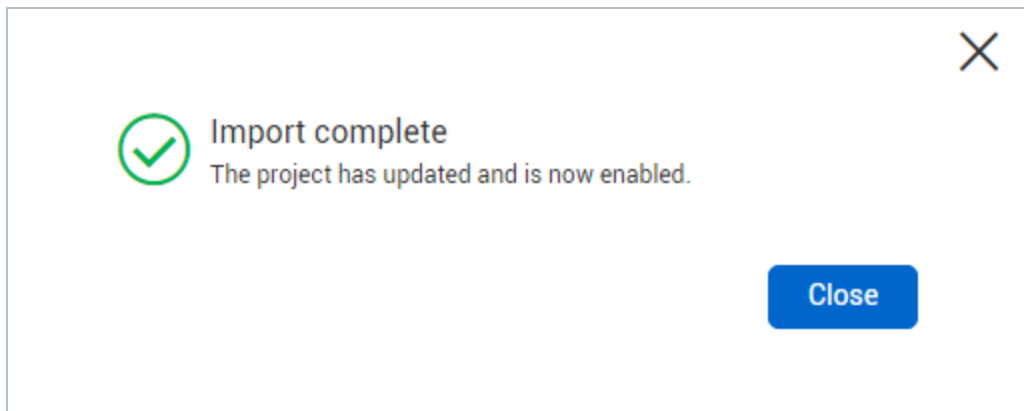 Import complete
The project has updated and is now enabled.
Close